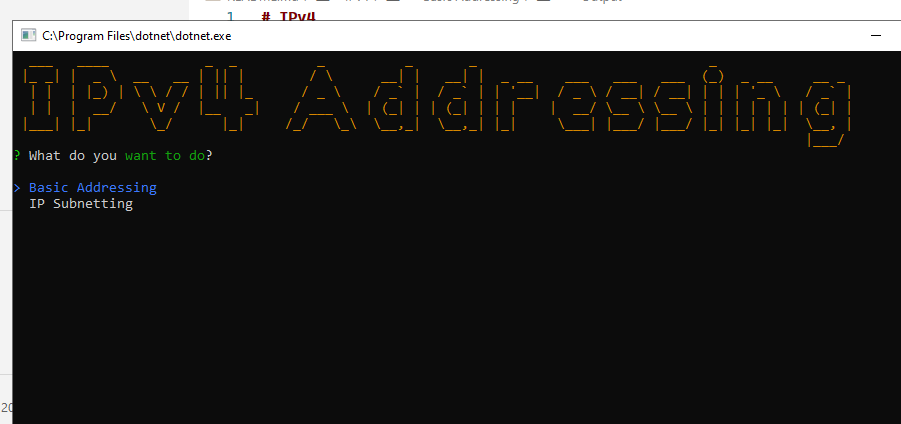 1 # IPv4
C:\Program Files\dotnet\dotnet.exe
IPv4 Addressing
? What do you want to do?
> Basic Addressing
IP Subnetting
20